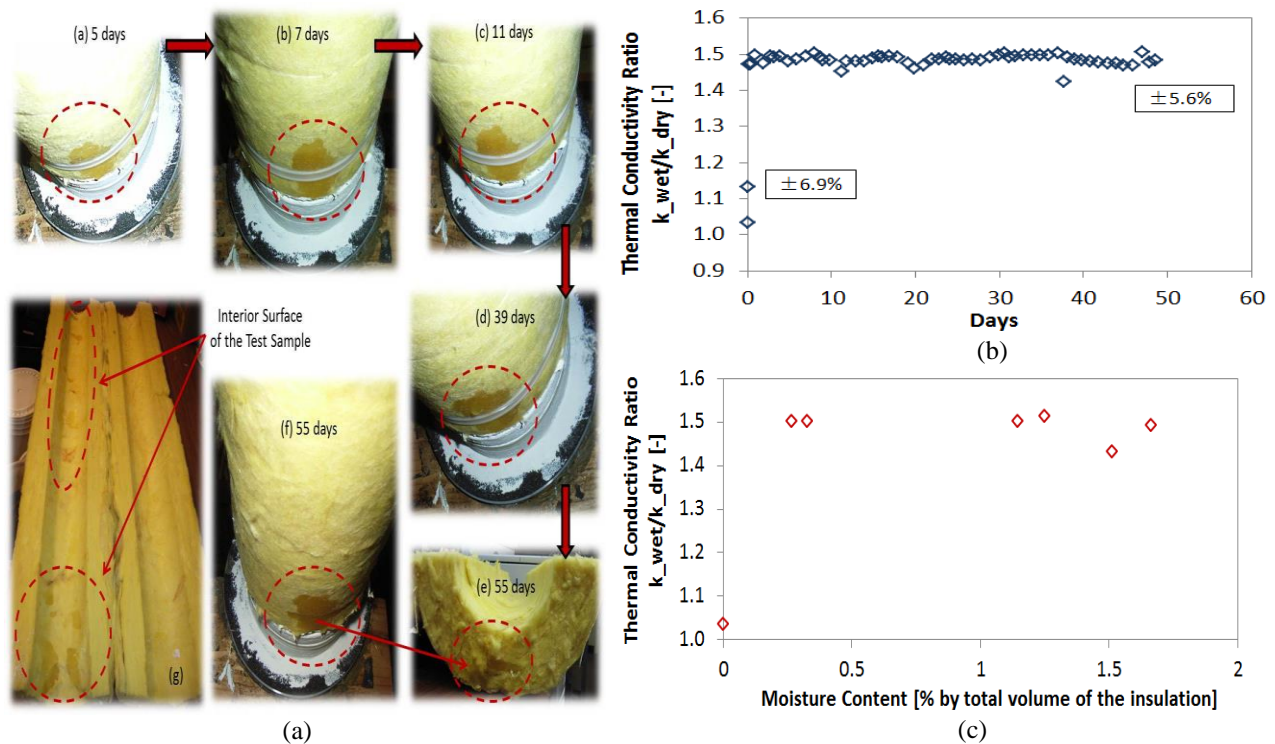 (a) 5 days
(b) 7 days
(c) 11 days
Interior Surface
of the Test Sample
(d) 39 days
(f) 55 days
(e) 55 days
(g)
(a)
Thermal Conductivity Ratio
k_wet/k_dry [-]
1.6
1.5
1.4
1.3
1.2
1.1
1.0
0.9
±5.6%
±6.9%
0
10
20
30
40
50
60
Days
(b)
Thermal Conductivity Ratio
k_wet/k_dry [-]
1.6
1.5
1.4
1.3
1.2
1.1
1.0
0
0.5
1
1.5
2
Moisture Content [% by total volume of the insulation]
(c)